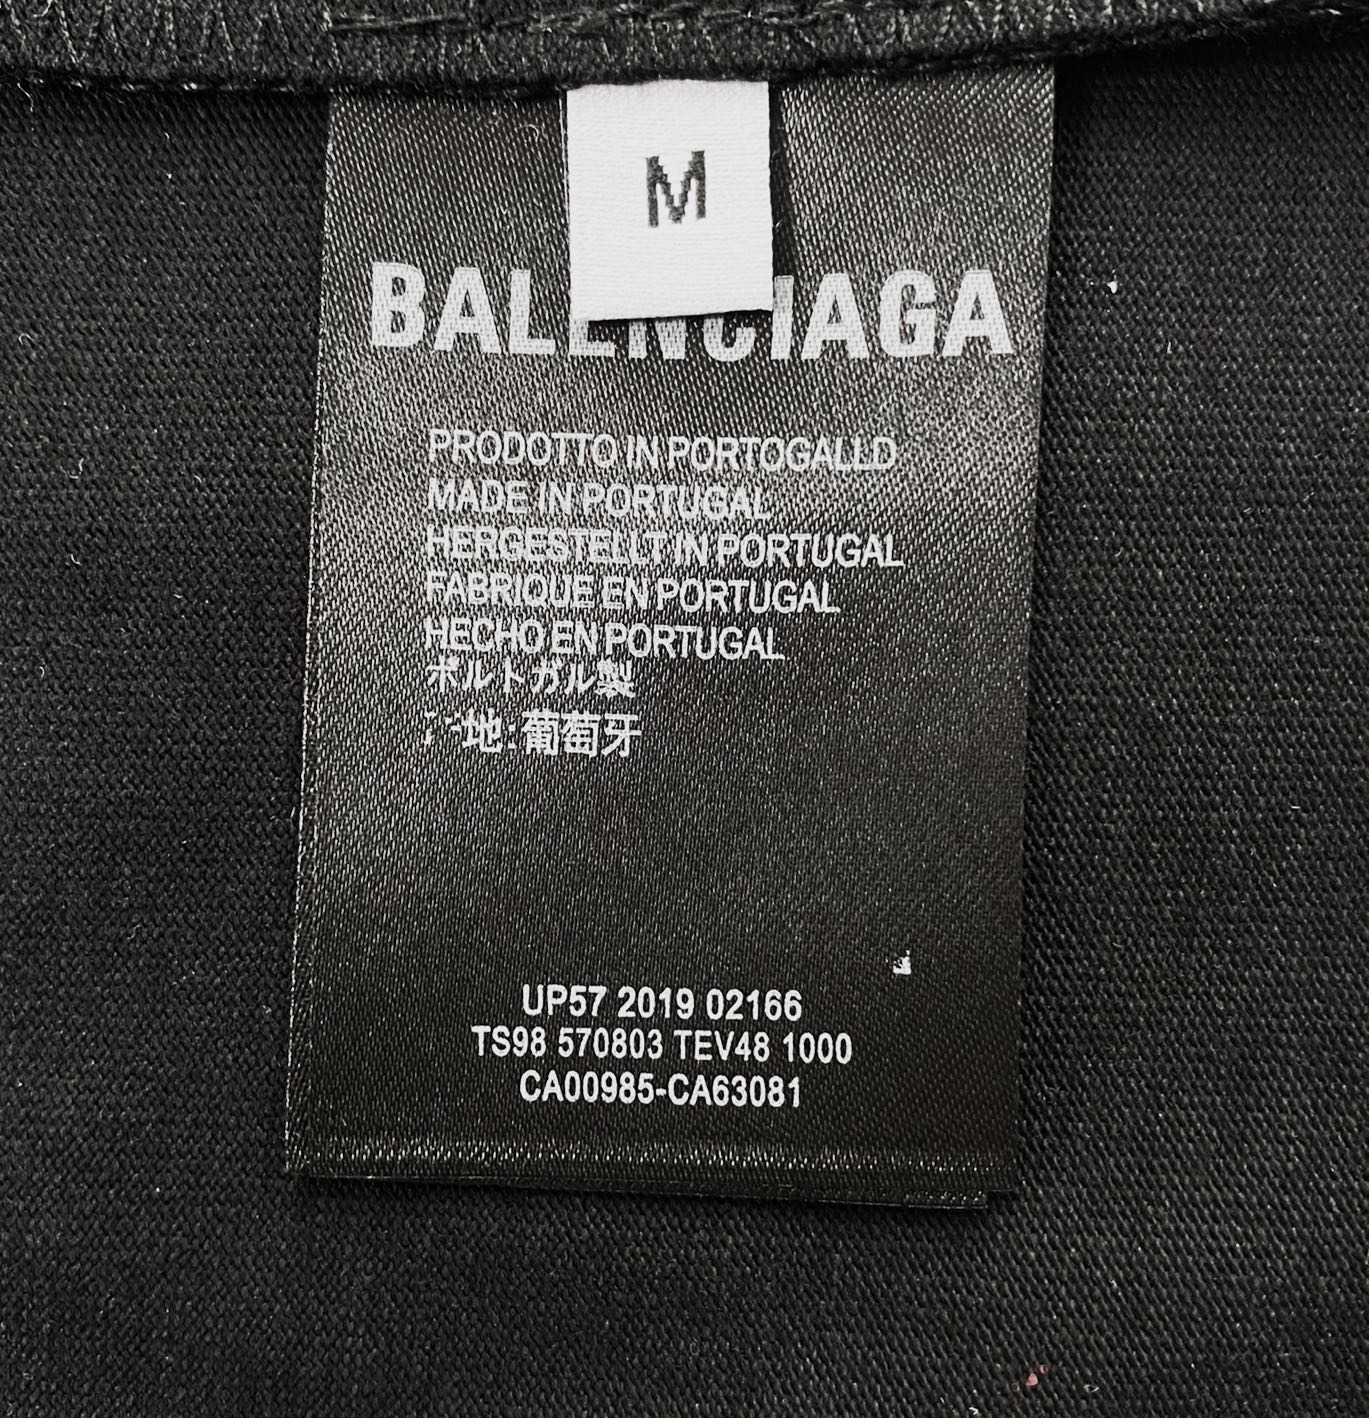 M
BALENCIAGA
PRODOTTO IN PORTOGALLO
MADE IN PORTUGAL
HERGESTELLT IN PORTUGAL
FABRIQUE EN PORTUGAL
HECHO EN PORTUGAL
ポルトガル製
地:葡萄牙
UP57 2019 02166
TS98 570803 TEV48 1000
CA00985-CA63081